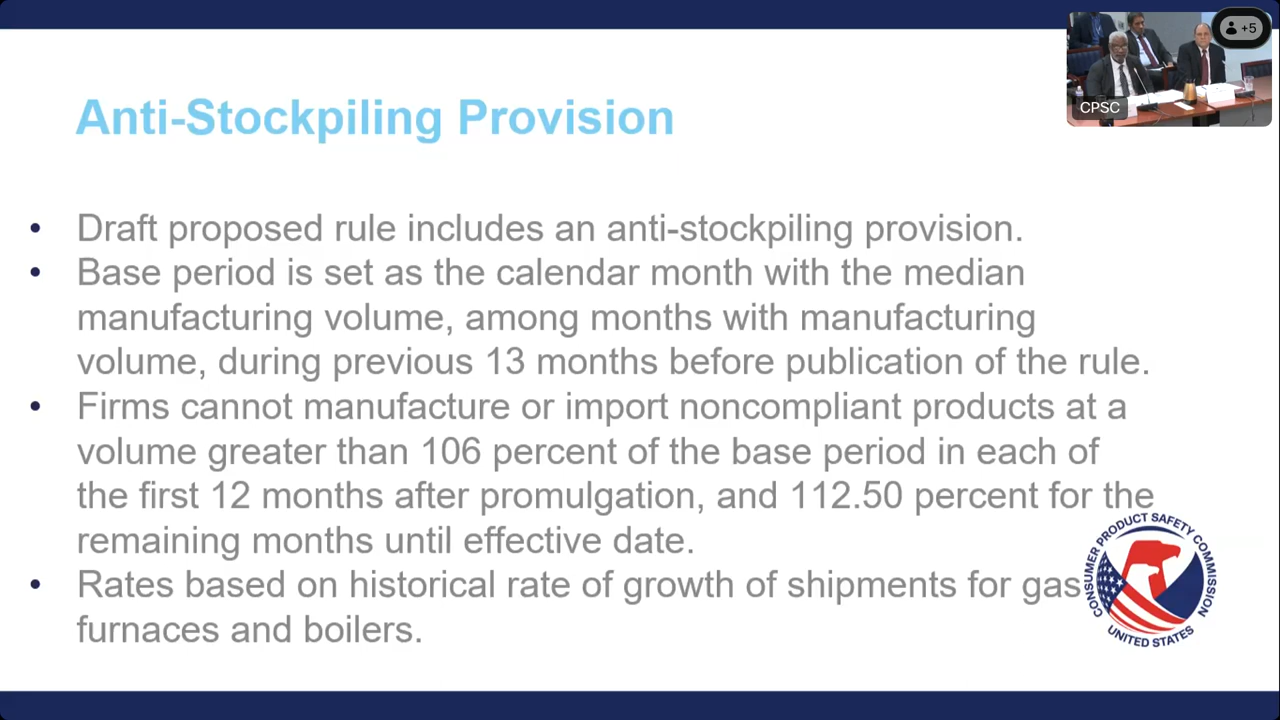 +5
CPSC
Anti-Stockpiling Provision
• Draft proposed rule includes an anti-stockpiling provision.
• Base period is set as the calendar month with the median
manufacturing volume, among months with manufacturing
volume, during previous 13 months before publication of the rule.
• Firms cannot manufacture or import noncompliant products at a
volume greater than 106 percent of the base period in each of
the first 12 months after promulgation, and 112.50 percent for the
remaining months until effective date.
• Rates based on historical rate of growth of shipments for gas
furnaces and boilers.
CONSUMER PRODUCT SAFETY COMMISSION
UNITED STATES